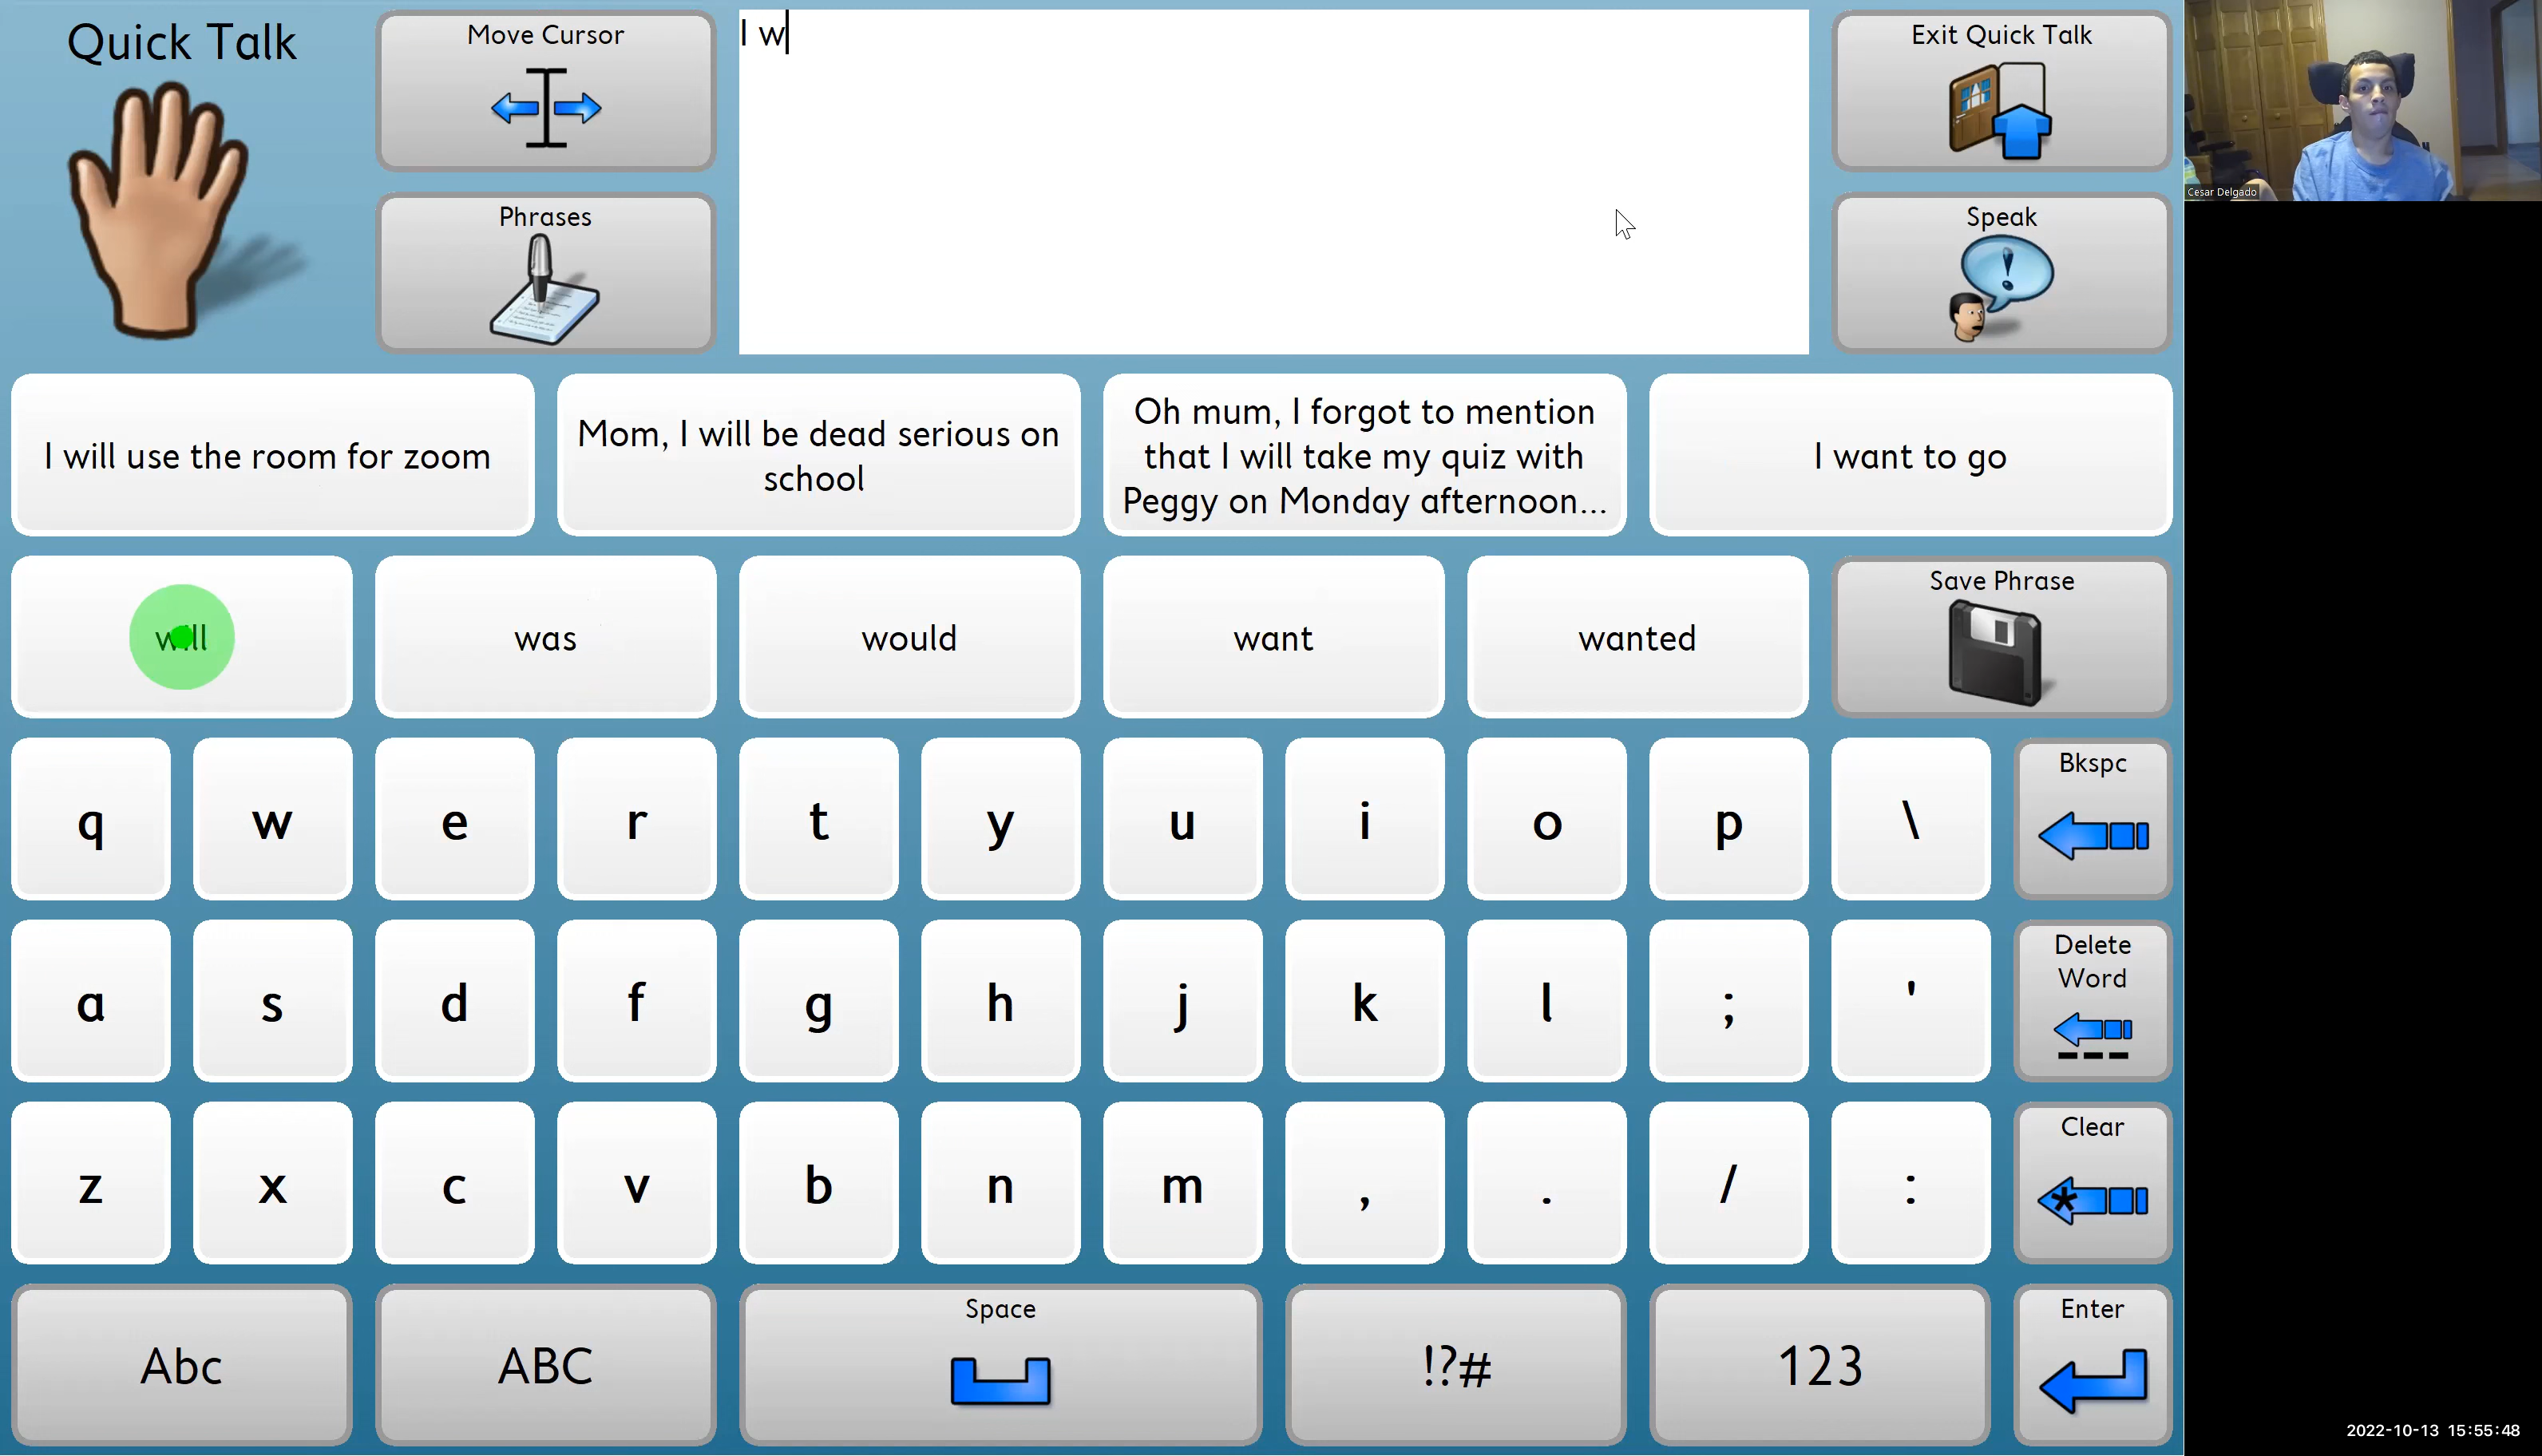 Quick Talk
Move Cursor
I w
Exit Quick Talk
Cesar Delgado
Phrases
Speak
I will use the room for zoom
Mom, I will be dead serious on
school
Oh mum, I forgot to mention
that I will take my quiz with
Peggy on Monday afternoon...
I want to go
will
was
would
want
wanted
Save Phrase
q w e r t y u i o p \
Bkspc
a s d f g h j k l ; '
Delete
Word
z x c v b n m , . / :
Clear
Abc
ABC
Space
!?#
123
Enter
2022-10-13 15:55:48